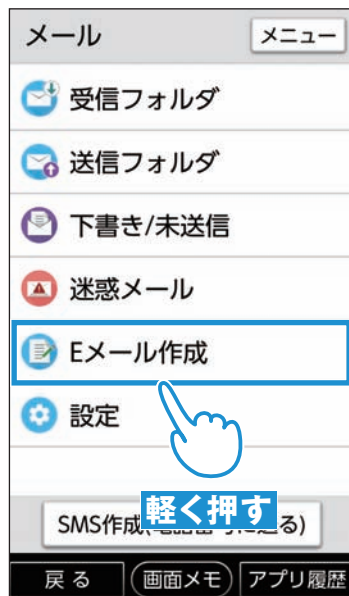 メール
メニュー
受信フォルダ
送信フォルダ
下書き/未送信
迷惑メール
Eメール作成
設定
軽く押す
SMS作成(
る)
戻る
画面メモ
アプリ履歴